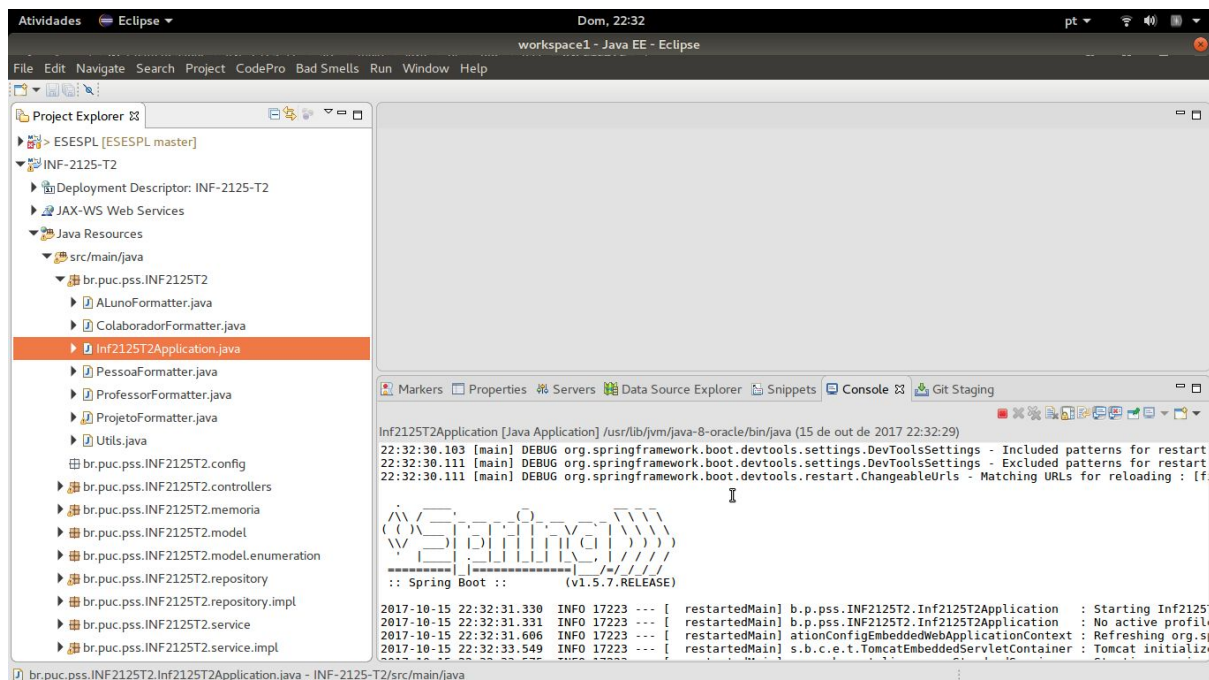 Atividades Eclipse Dom, 22:32 pt
workspace1 - Java EE - Eclipse
File Edit Navigate Search Project CodePro Bad Smells Run Window Help
Project Explorer
> ESESPL [ESESPL master]
INF-2125-T2
Deployment Descriptor: INF-2125-T2
JAX-WS Web Services
Java Resources
src/main/java
br.puc.pss.INF2125T2
ALunoFormatter.java
ColaboradorFormatter.java
Inf2125T2Application.java
PessoaFormatter.java
ProfessorFormatter.java
ProjetoFormatter.java
Utils.java
br.puc.pss.INF2125T2.config
br.puc.pss.INF2125T2.controllers
br.puc.pss.INF2125T2.memoria
br.puc.pss.INF2125T2.model
br.puc.pss.INF2125T2.model.enumeration
br.puc.pss.INF2125T2.repository
br.puc.pss.INF2125T2.repository.impl
br.puc.pss.INF2125T2.service
br.puc.pss.INF2125T2.service.impl
Markers Properties Servers Data Source Explorer Snippets Console Git Staging
Inf2125T2Application [Java Application] /usr/lib/jvm/java-8-oracle/bin/java (15 de out de 2017 22:32:29)
22:32:30.103 [main] DEBUG org.springframework.boot.devtools.settings.DevToolsSettings - Included patterns for restart
22:32:30.111 [main] DEBUG org.springframework.boot.devtools.settings.DevToolsSettings - Excluded patterns for restart
22:32:30.111 [main] DEBUG org.springframework.boot.devtools.restart.ChangeableUrls - Matching URLs for reloading : [fi
Spring
:: Spring Boot :: (v1.5.7.RELEASE)
2017-10-15 22:32:31.330 INFO 17223 --- [ restartedMain] b.p.pss.INF2125T2.Inf2125T2Application : Starting Inf2125
2017-10-15 22:32:31.331 INFO 17223 --- [ restartedMain] b.p.pss.INF2125T2.Inf2125T2Application : No active profile
2017-10-15 22:32:31.606 INFO 17223 --- [ restartedMain] ationConfigEmbeddedWebApplicationContext : Refreshing org.sp
2017-10-15 22:32:33.549 INFO 17223 --- [ restartedMain] s.b.c.e.t.TomcatEmbeddedServletContainer : Tomcat initialize
br.puc.pss.INF2125T2.Inf2125T2Application.java - INF-2125-T2/src/main/java